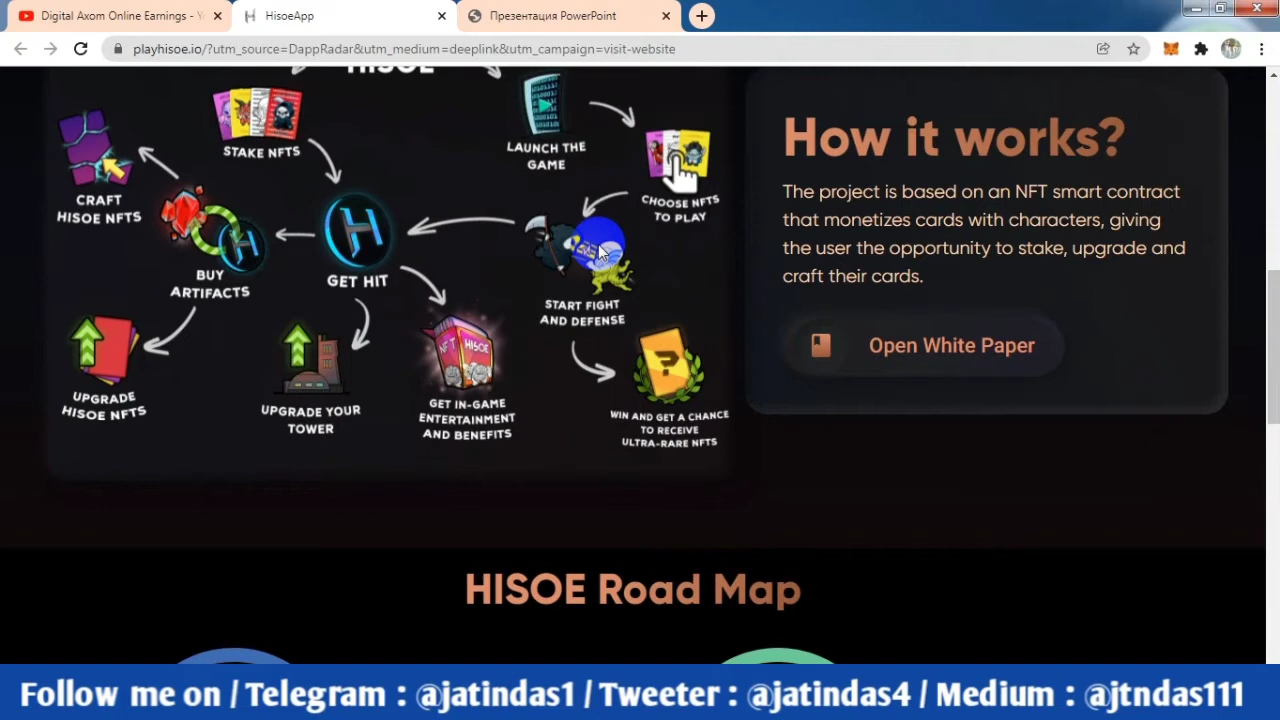 Digital Axom Online Earnings - Y
HisoeApp
Презентация PowerPoint
playhisoe.io/?utm_source=DappRadar&utm_medium=deeplink&utm_campaign=visit-website
HISOE
STAKE NFTS
LAUNCH THE
GAME
CHOOSE NFTS
TO PLAY
CRAFT
HISOE NFTS
BUY
ARTIFACTS
GET HIT
START FIGHT
AND DEFENSE
UPGRADE
HISOE NFTS
UPGRADE YOUR
TOWER
NFT HISOE
GET IN-GAME
ENTERTAINMENT
AND BENEFITS
?
WIN AND GET A CHANCE
TO RECEIVE
ULTRA-RARE NFTS
How it works?
The project is based on an NFT smart contract
that monetizes cards with characters, giving
the user the opportunity to stake, upgrade and
craft their cards.
Open White Paper
HISOE Road Map
Follow me on / Telegram : @jatindas1 / Tweeter : @jatindas4 / Medium : @jtndas111